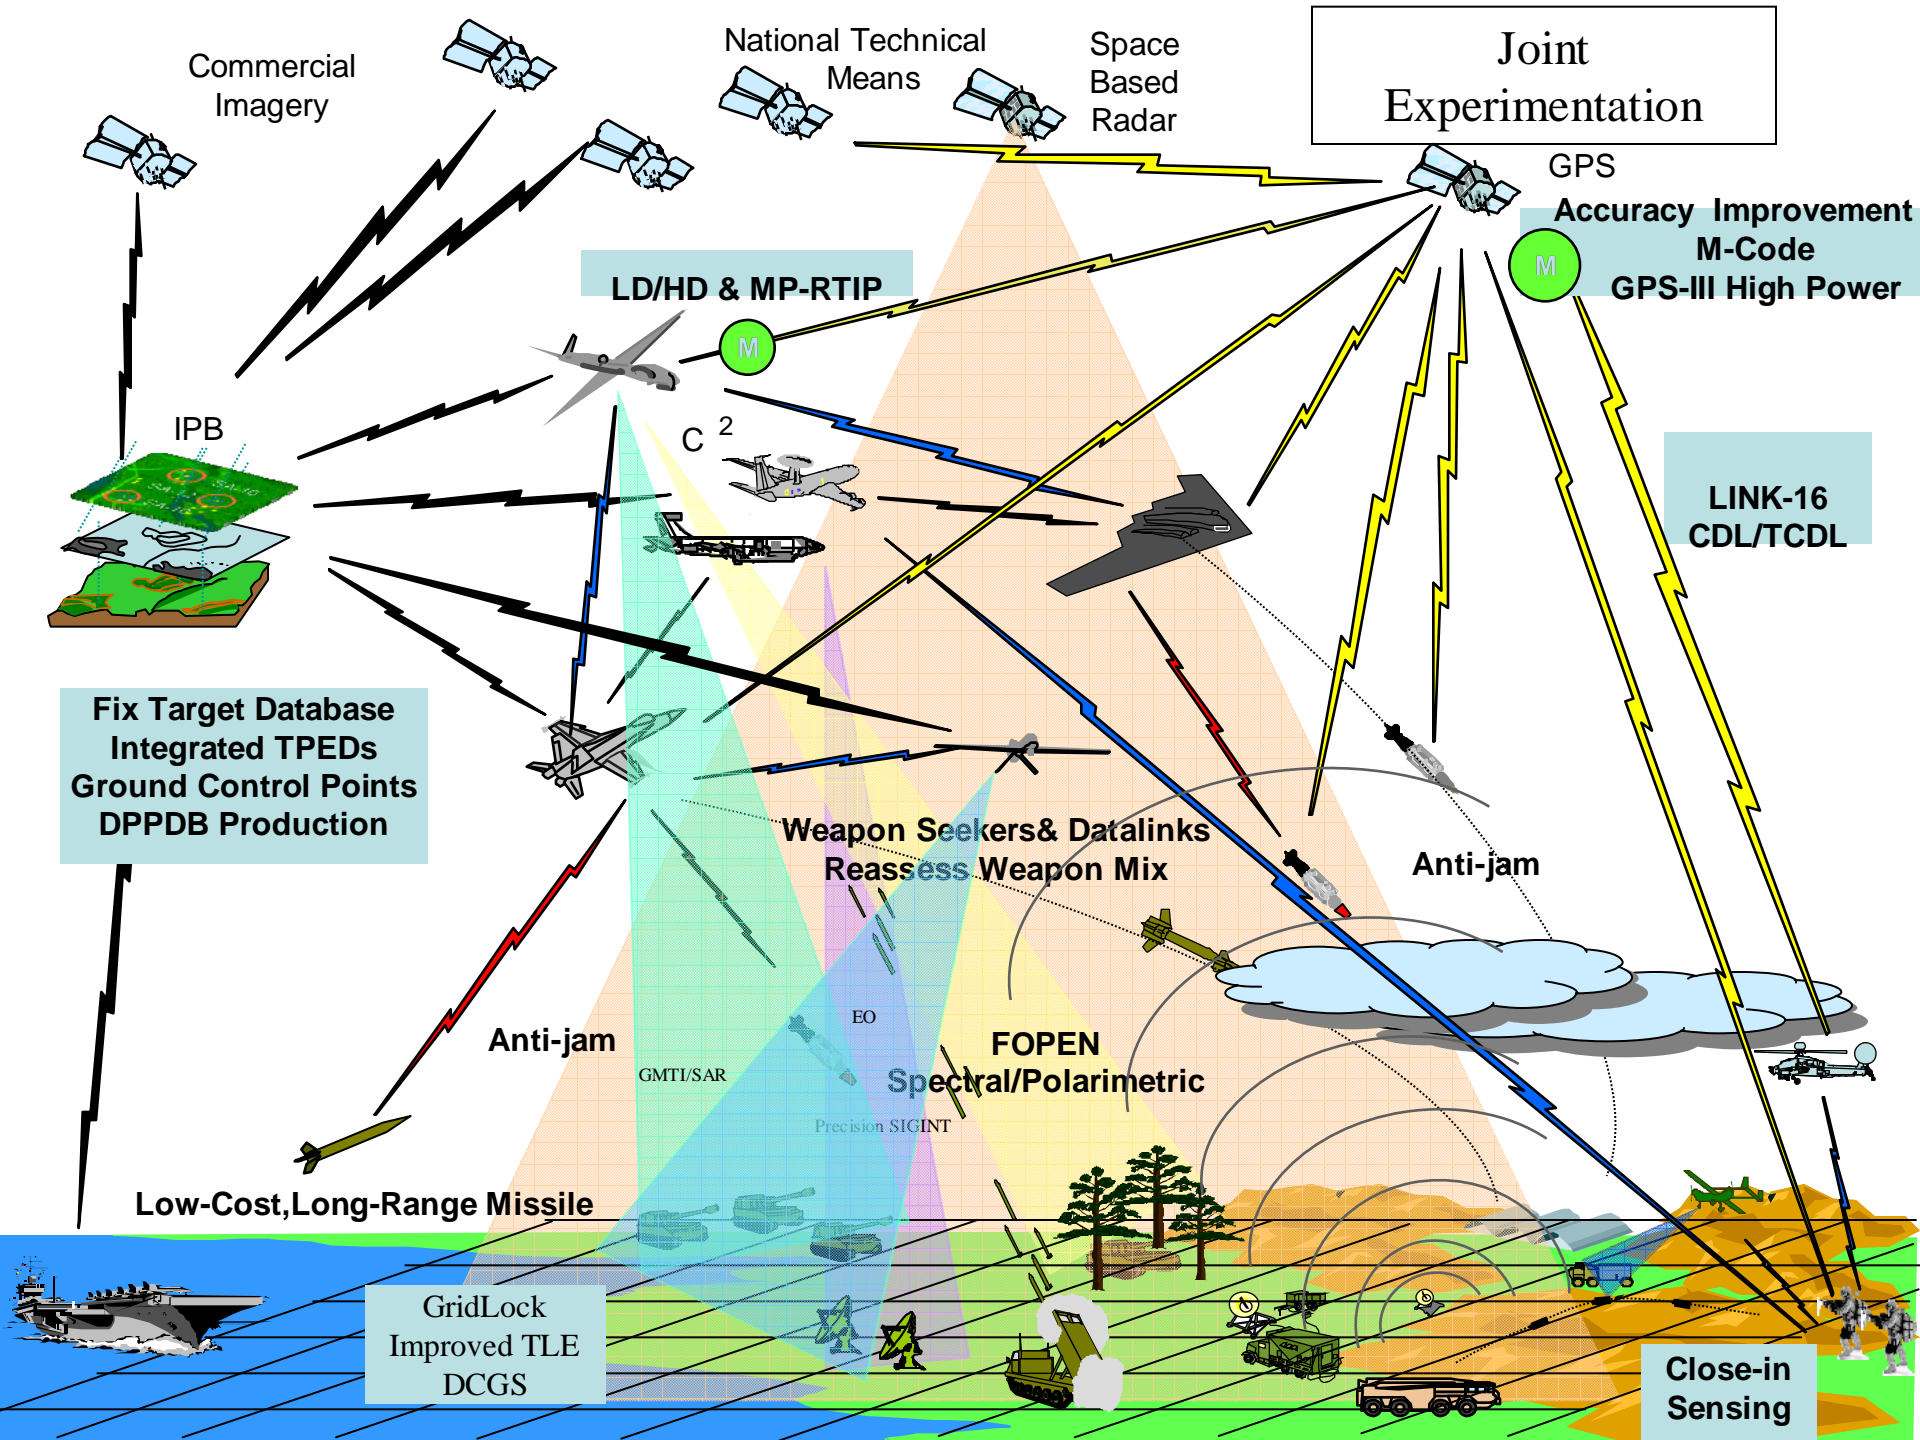 Commercial
Imagery
National Technical
Means
Space
Based
Radar
Joint
Experimentation
GPS
Accuracy Improvement
M-Code
GPS-III High Power
M
LD/HD & MP-RTIP
M
IPB
C 2
SA-10
LINK-16
CDL/TCDL
Fix Target Database
Integrated TPEDs
Ground Control Points
DPPDB Production
Weapon Seekers& Datalinks
Reassess Weapon Mix
Anti-jam
EO
Anti-jam
FOPEN
Spectral/Polarimetric
GMTI/SAR
Precision SIGINT
Low-Cost,Long-Range Missile
GridLock
Improved TLE
DCGS
Close-in
Sensing